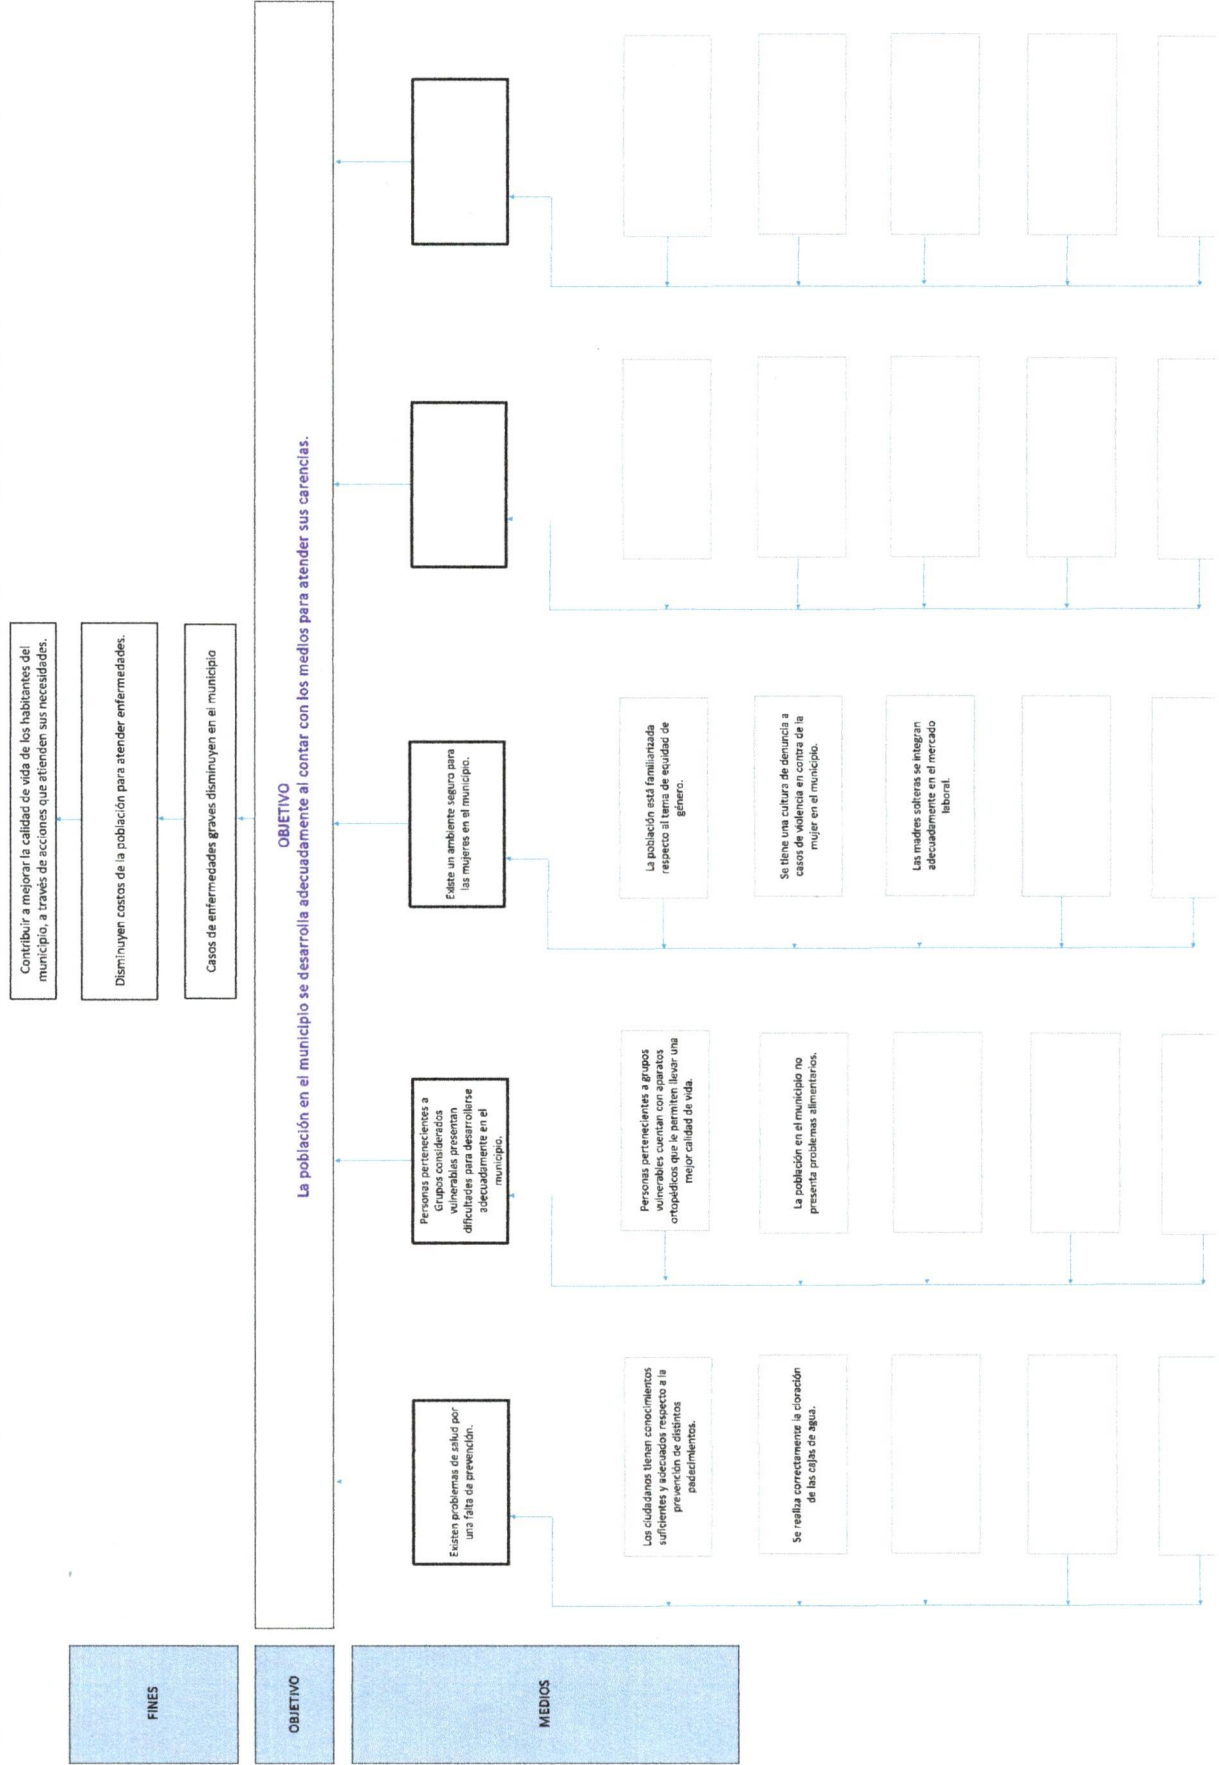 Contribuir a mejorar la calidad de vida de los habitantes del
municipio, a través de acciones que atienden sus necesidades.
FINES
Disminuyen costos de la población para atender enfermedades.
Casos de enfermedades graves disminuyen en el municipio
OBJETIVO
OBJETIVO
La población en el municipio se desarrolla adecuadamente al contar con los medios para atender sus carencias.
MEDIOS
Existen problemas de salud por
una falta de prevención.
Personas pertenecientes a
Grupos considerados
vulnerables presentan
dificultades para desarrollarse
adecuadamente en el
municipio.
Existe un ambiente seguro para
las mujeres en el municipio.
Los ciudadanos tienen conocimientos
suficientes y adecuados respecto a la
prevención de distintos
padecimientos.
Personas pertenecientes a grupos
vulnerables cuentan con aparatos
ortopédicos que le permiten llevar una
mejor calidad de vida.
La población está familiarizada
respecto al tema de equidad de
género.
Se realiza correctamente la cloración
de las cajas de agua.
La población en el municipio no
presenta problemas alimentarios.
Se tiene una cultura de denuncia a
casos de violencia en contra de la
mujer en el municipio.
Las madres solteras se integran
adecuadamente en el mercado
laboral.